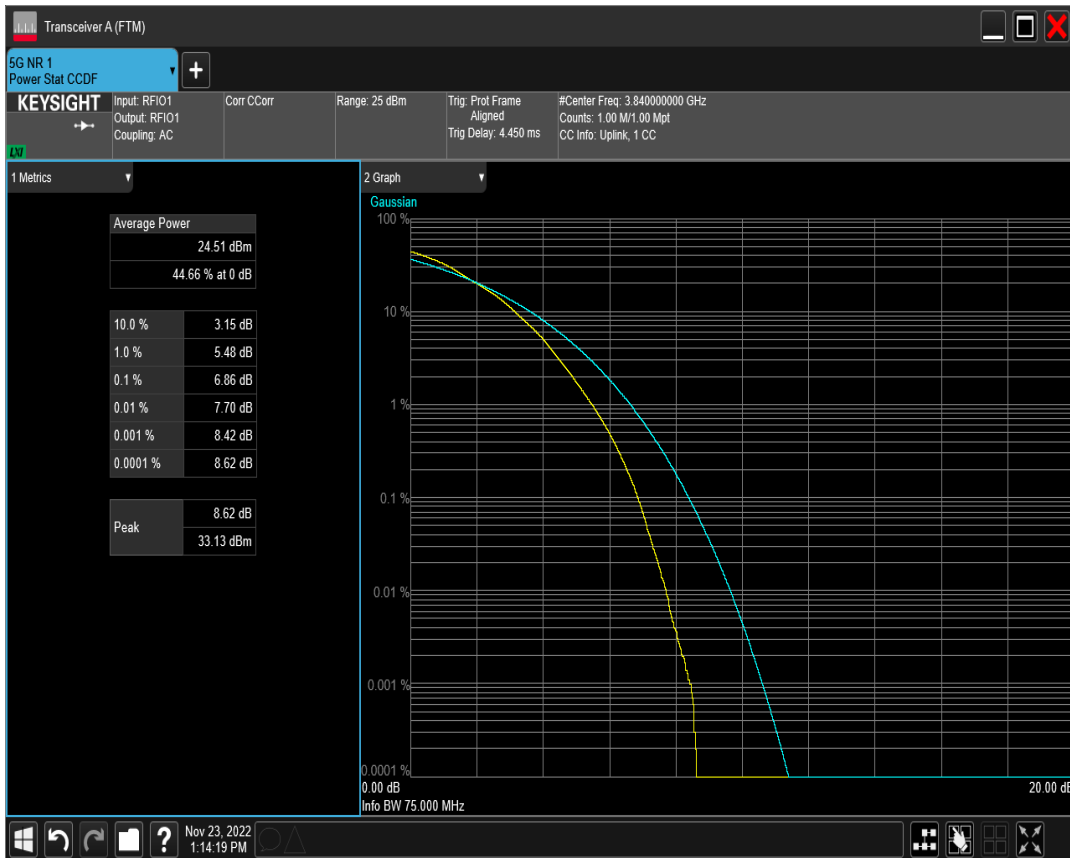 Transceiver A (FTM)
5G NR 1
Power Stat CCDF
+
KEYSIGHT
LXI
Input: RFIO1
Output: RFIO1
Coupling: AC
Corr CCorr
Range: 25 dBm
Trig: Prot Frame
Aligned
Trig Delay: 4.450 ms
#Center Freq: 3.840000000 GHz
Counts: 1.00 M/1.00 Mpt
CC Info: Uplink, 1 CC
1 Metrics
Average Power
24.51 dBm
44.66 % at 0 dB
10.0 % 3.15 dB
1.0 % 5.48 dB
0.1 % 6.86 dB
0.01 % 7.70 dB
0.001 % 8.42 dB
0.0001 % 8.62 dB
Peak 8.62 dB
33.13 dBm
2 Graph
Gaussian
100 %
10 %
1 %
0.1 %
0.01 %
0.001 %
0.0001 %
0.00 dB 20.00 dB
Info BW 75.000 MHz
?
Nov 23, 2022
1:14:19 PM